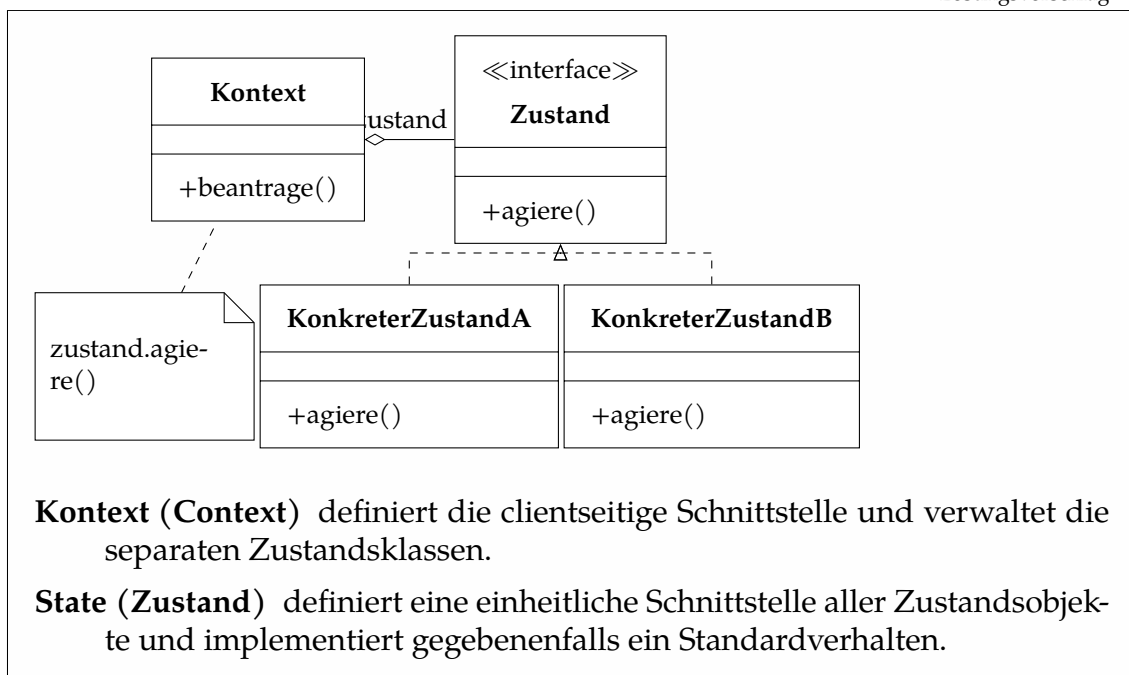 Kontext
+beantrage()
ustand
≪interface≫
Zustand
+agiere()
zustand.agie-
re()
KonkreterZustandA
+agiere()
KonkreterZustandB
+agiere()
Kontext (Context) definiert die clientseitige Schnittstelle und verwaltet die
separaten Zustandsklassen.
State (Zustand) definiert eine einheitliche Schnittstelle aller Zustandsobjek-
te und implementiert gegebenenfalls ein Standardverhalten.